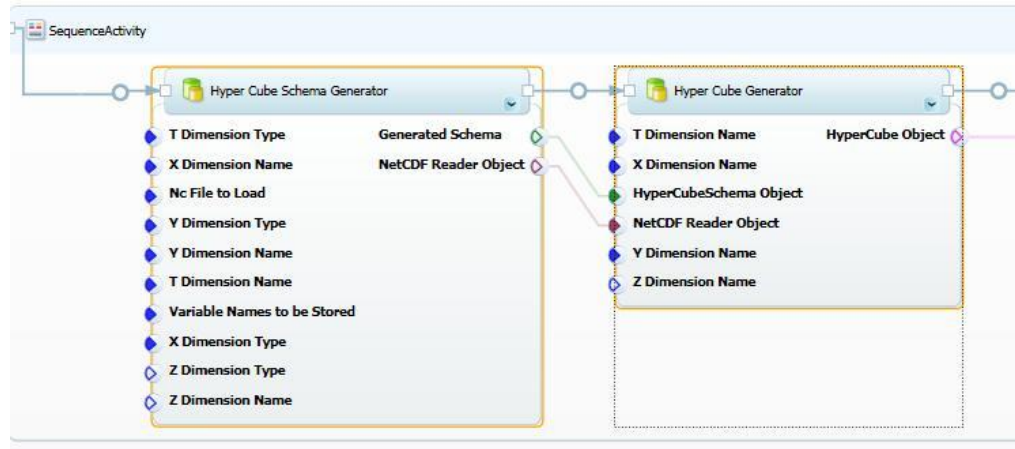 SequenceActivity
Hyper Cube Schema Generator
T Dimension Type
Generated Schema
X Dimension Name
NetCDF Reader Object
Nc File to Load
Y Dimension Type
Y Dimension Name
T Dimension Name
Variable Names to be Stored
X Dimension Type
Z Dimension Type
Z Dimension Name
Hyper Cube Generator
T Dimension Name
HyperCube Object
X Dimension Name
HyperCubeSchema Object
NetCDF Reader Object
Y Dimension Name
Z Dimension Name